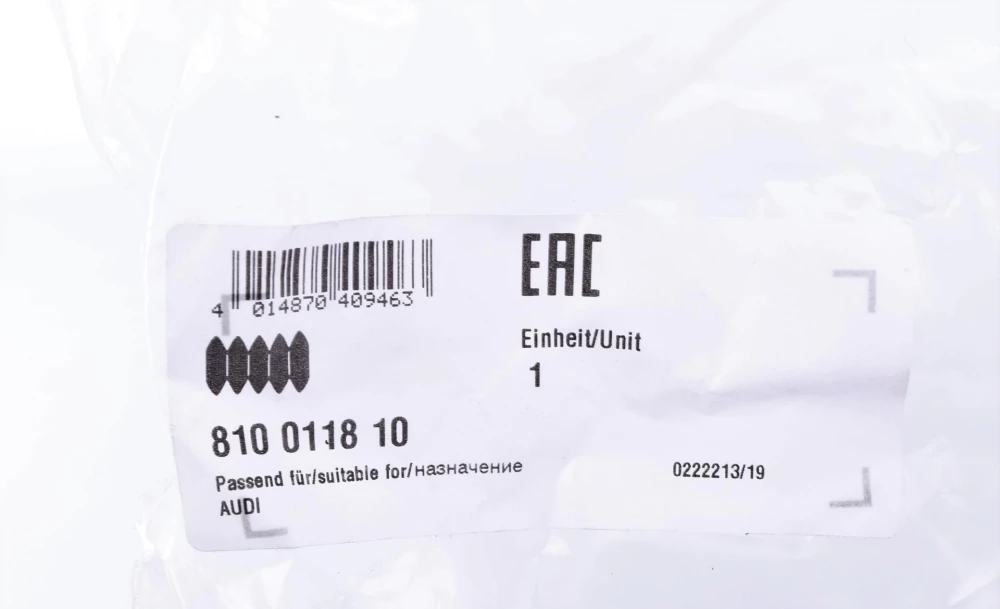 4 014870 409463
EAC
Einheit/Unit
1
810 0118 10
Passend für/suitable for/назначение
AUDI
0222213/19